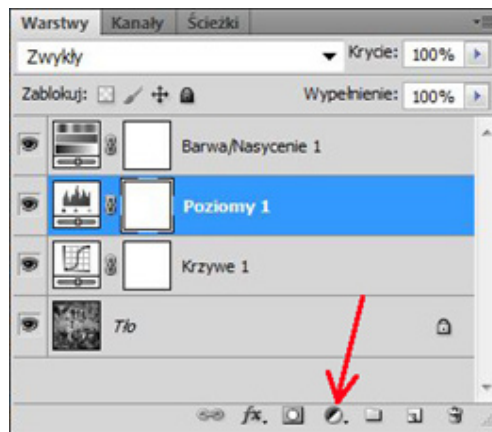 Warstwy Kanały Ścieżki
Zwykły Krycie: 100%
Zablokuj: Wypełnienie: 100%
Barwa/Nasycenie 1
Poziomy 1
Krzywe 1
Tło
fx.